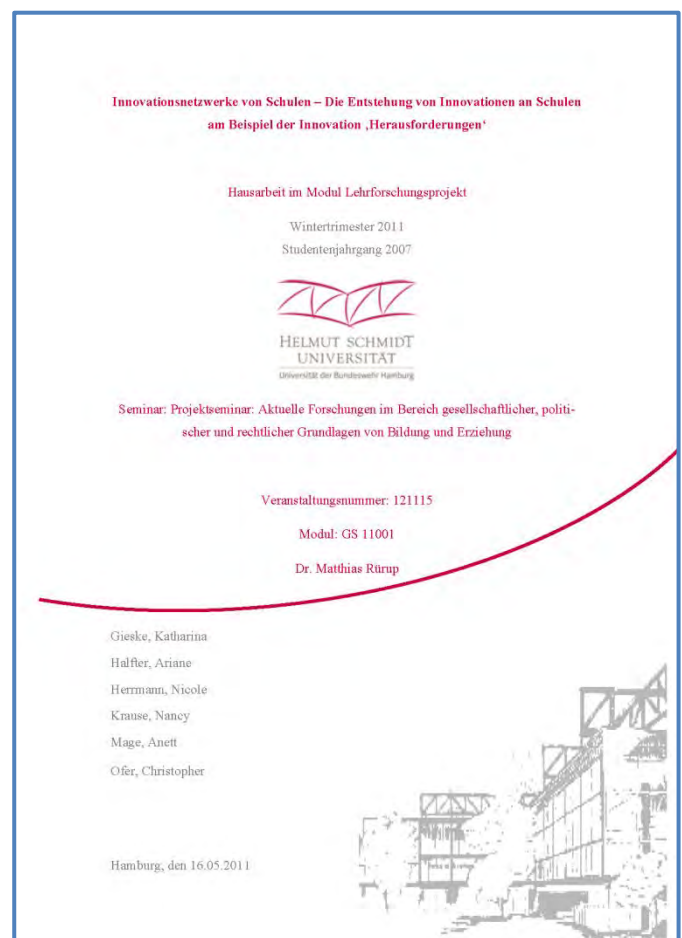 Innovationsnetzwerke von Schulen – Die Entstehung von Innovationen an Schulen
am Beispiel der Innovation ‚Herausforderungen‘
Hausarbeit im Modul Lehrforschungsprojekt
Wintertrimester 2011
Studentenjahrgang 2007
HELMUT SCHMIDT
UNIVERSITÄT
Universität der Bundeswehr Hamburg
Seminar: Projektseminar: Aktuelle Forschungen im Bereich gesellschaftlicher, politi-
scher und rechtlicher Grundlagen von Bildung und Erziehung
Veranstaltungsnummer: 121115
Modul: GS 11001
Dr. Matthias Rürup
Gieske, Katharina
Halfter, Ariane
Herrmann, Nicole
Krause, Nancy
Mage, Anett
Ofer, Christopher
Hamburg, den 16.05.2011